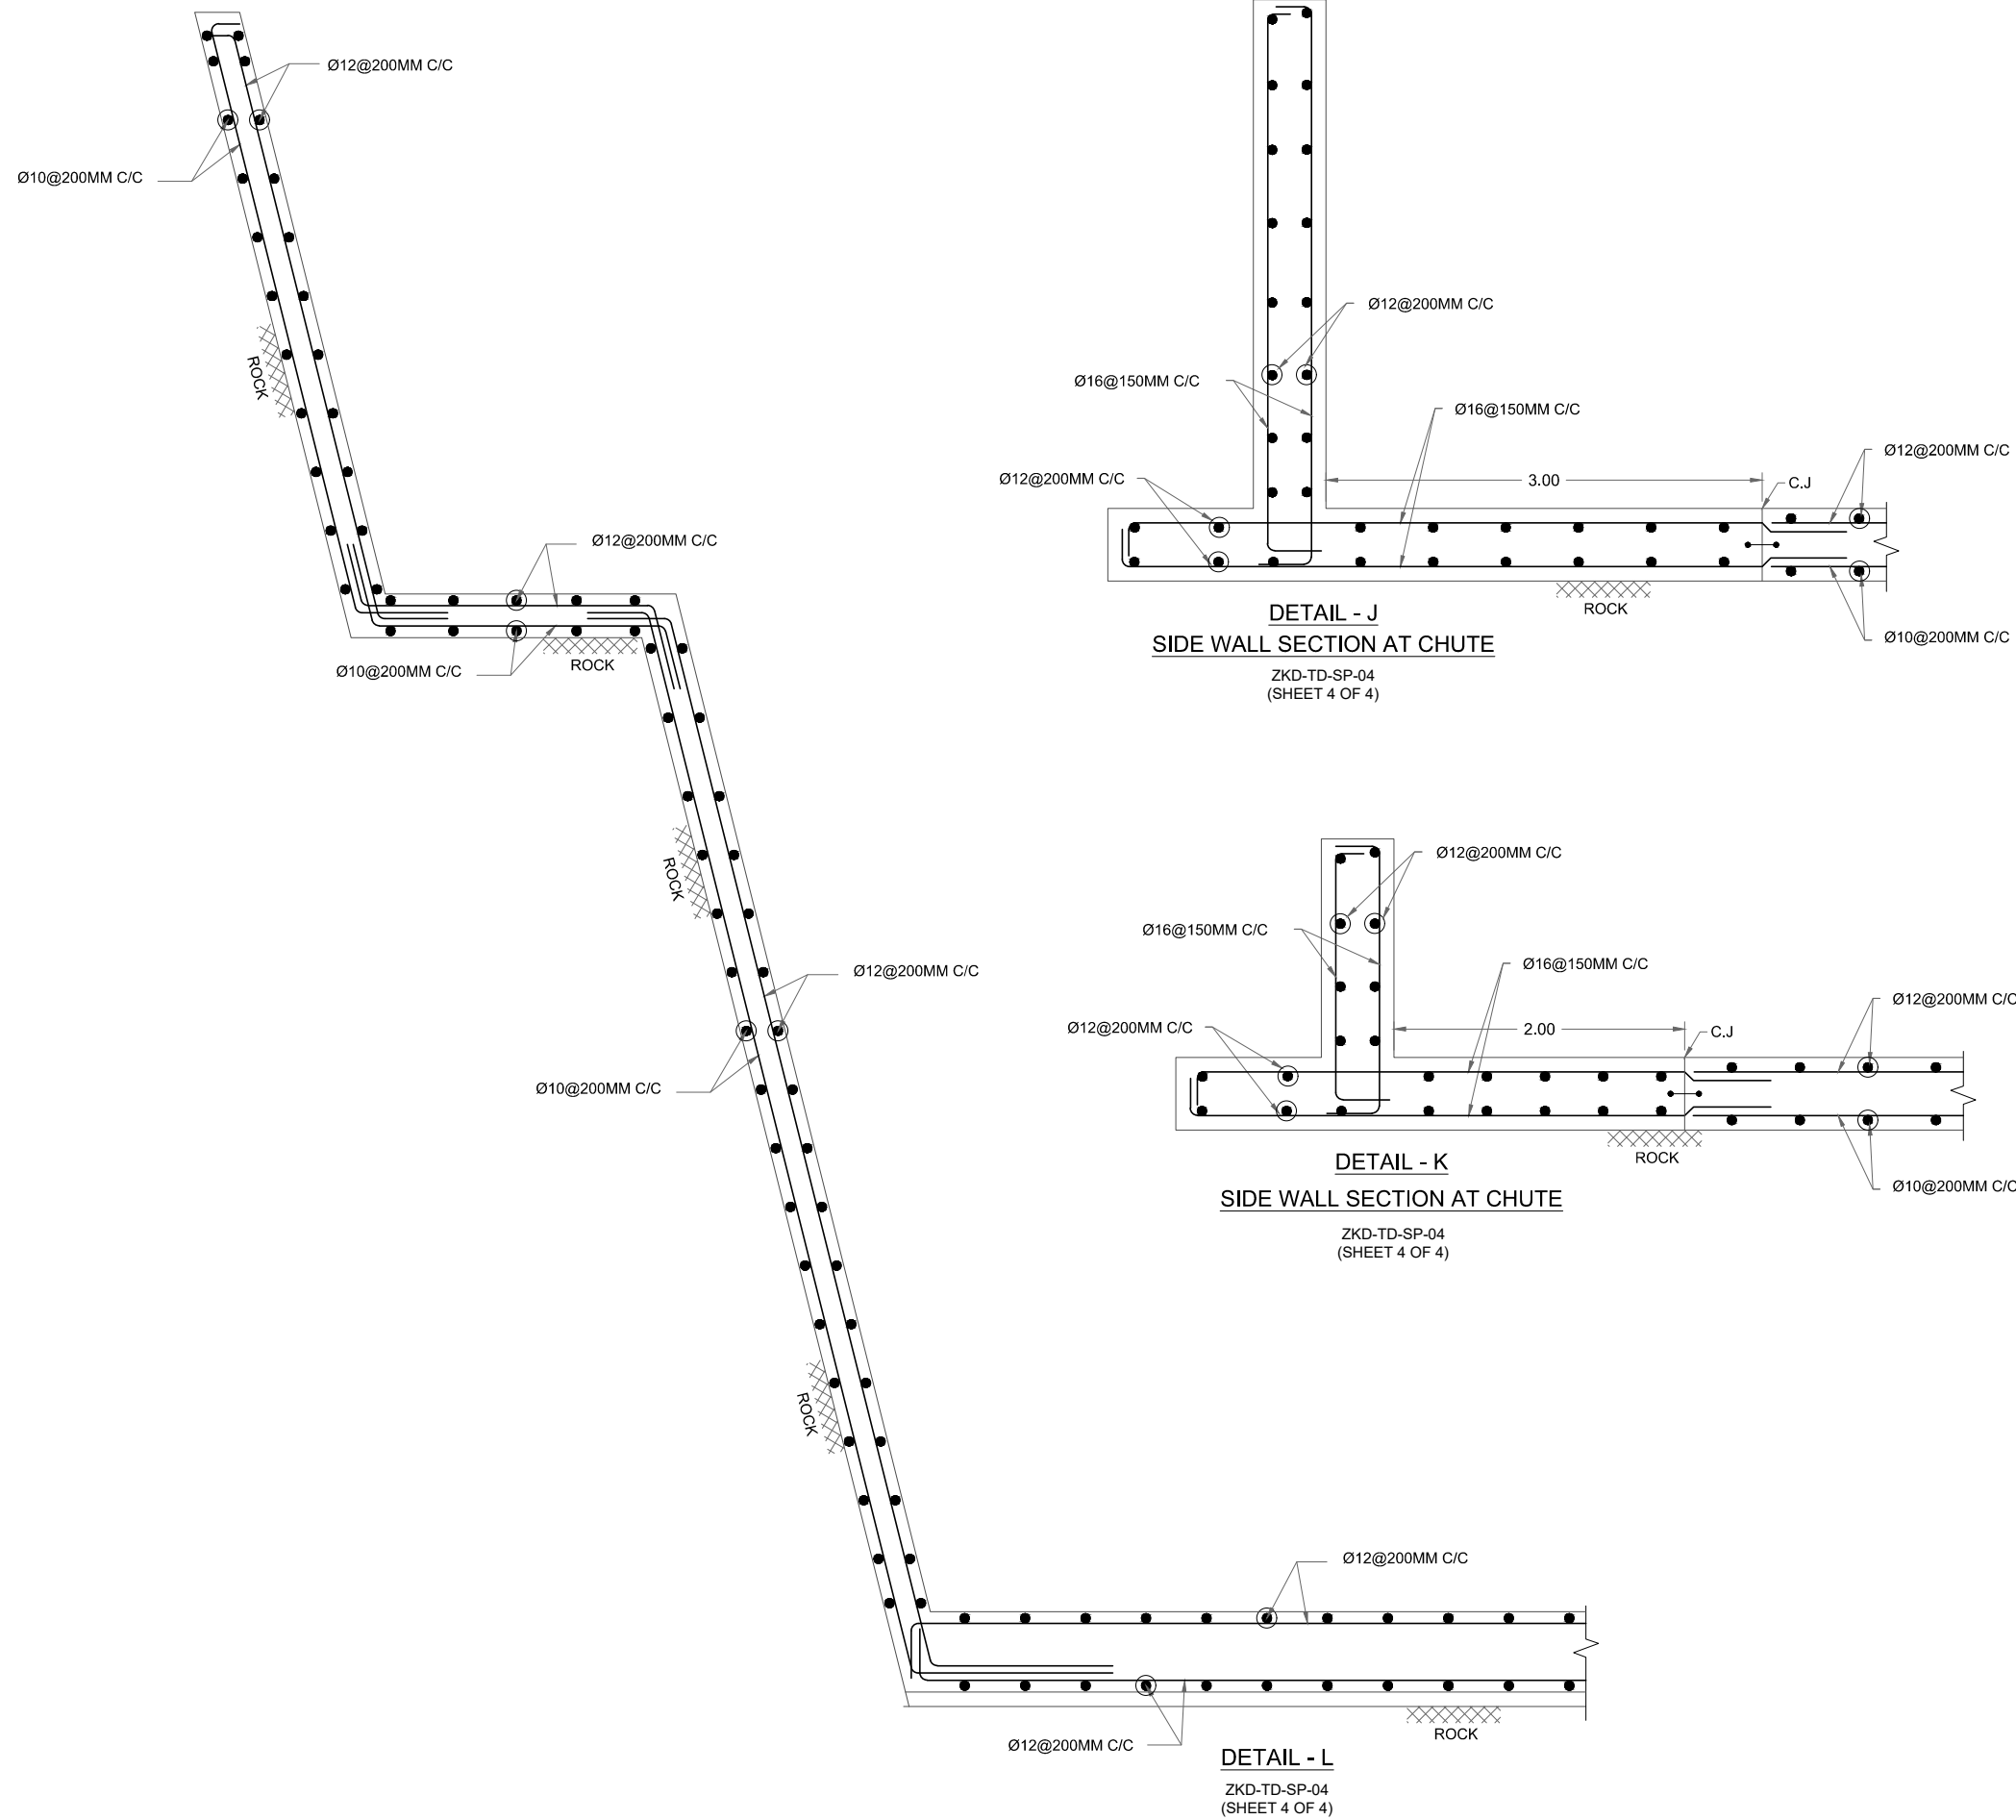 Ø12@200MM C/C
Ø10@200MM C/C
ROCK
Ø12@200MM C/C
Ø10@200MM C/C
ROCK
ROCK
Ø12@200MM C/C
Ø10@200MM C/C
ROCK
Ø12@200MM C/C
Ø12@200MM C/C
ROCK
DETAIL - L
ZKD-TD-SP-04
(SHEET 4 OF 4)
Ø12@200MM C/C
Ø16@150MM C/C
Ø16@150MM C/C
Ø12@200MM C/C
Ø12@200MM C/C
3.00
C.J
ROCK
Ø10@200MM C/C
DETAIL - J
SIDE WALL SECTION AT CHUTE
ZKD-TD-SP-04
(SHEET 4 OF 4)
Ø12@200MM C/C
Ø16@150MM C/C
Ø16@150MM C/C
Ø12@200MM C/C
Ø12@200MM C/C
2.00
C.J
ROCK
Ø10@200MM C/C
DETAIL - K
SIDE WALL SECTION AT CHUTE
ZKD-TD-SP-04
(SHEET 4 OF 4)